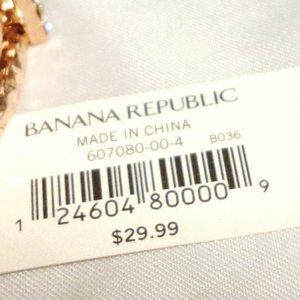 BANANA REPUBLIC
MADE IN CHINA
607080-00-4 B036
1 24604 80000 9
$29.99